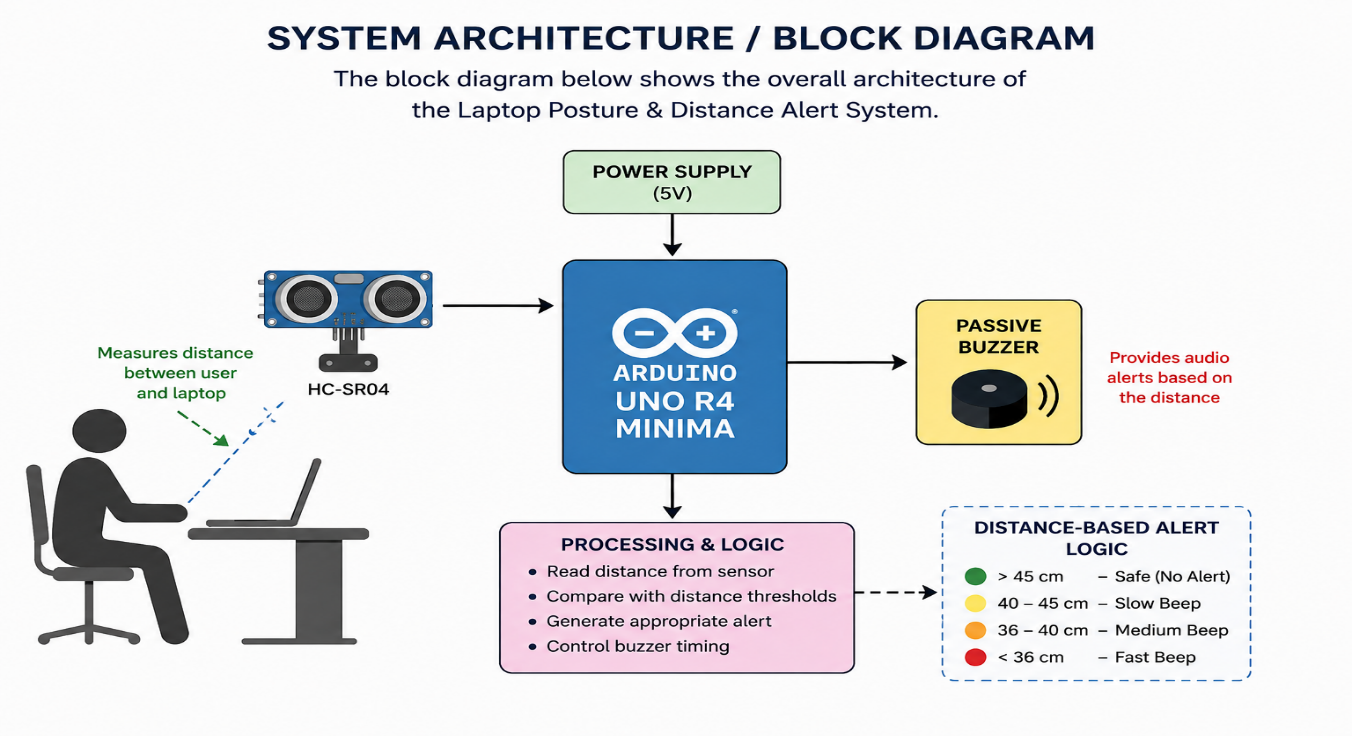 SYSTEM ARCHITECTURE / BLOCK DIAGRAM
The block diagram below shows the overall architecture of
the Laptop Posture & Distance Alert System.
POWER SUPPLY
(5V)
HC-SR04
Measures distance
between user
and laptop
ARDUINO
UNO R4
MINIMA
PASSIVE
BUZZER
Provides audio
alerts based on
the distance
PROCESSING & LOGIC
• Read distance from sensor
• Compare with distance thresholds
• Generate appropriate alert
• Control buzzer timing
DISTANCE-BASED ALERT
LOGIC
> 45 cm – Safe (No Alert)
40 – 45 cm – Slow Beep
36 – 40 cm – Medium Beep
< 36 cm – Fast Beep